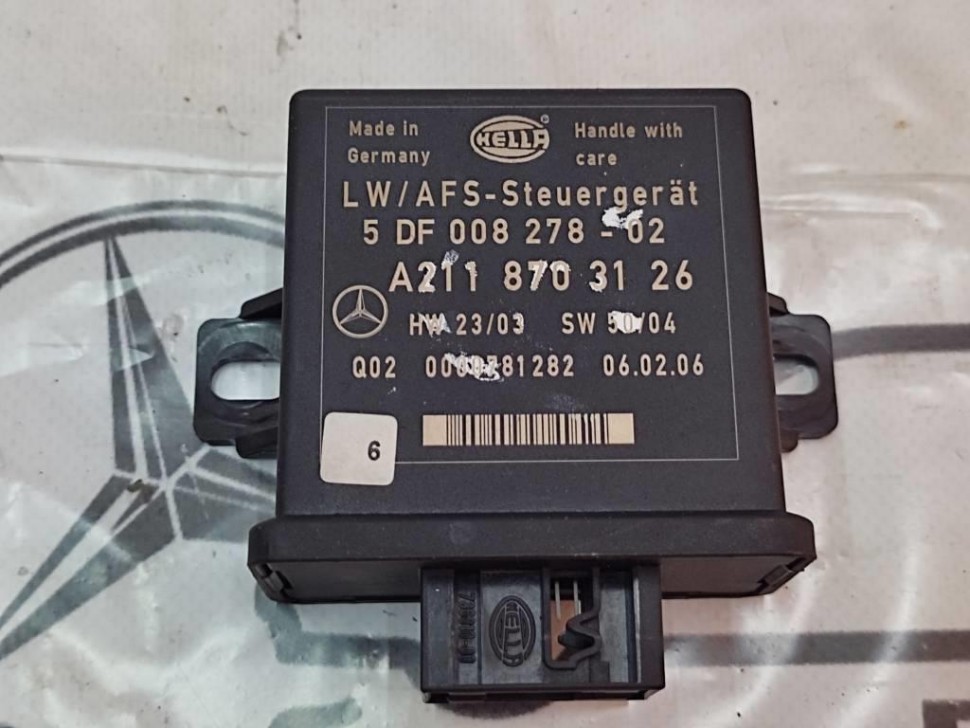 Made in
Germany
HELLA
Handle with
care
LW/AFS-Steuergerät
5 DF 008 278 - 02
A211 870 31 26
HW 23/03 SW 50/04
Q02 06.02.06
6
HELLA